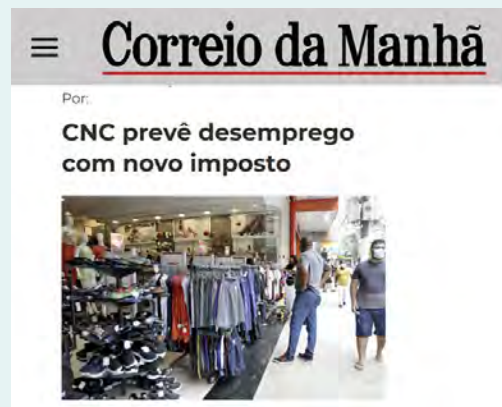 Correio da Manhã
Por:
CNC prevê desemprego
com novo imposto